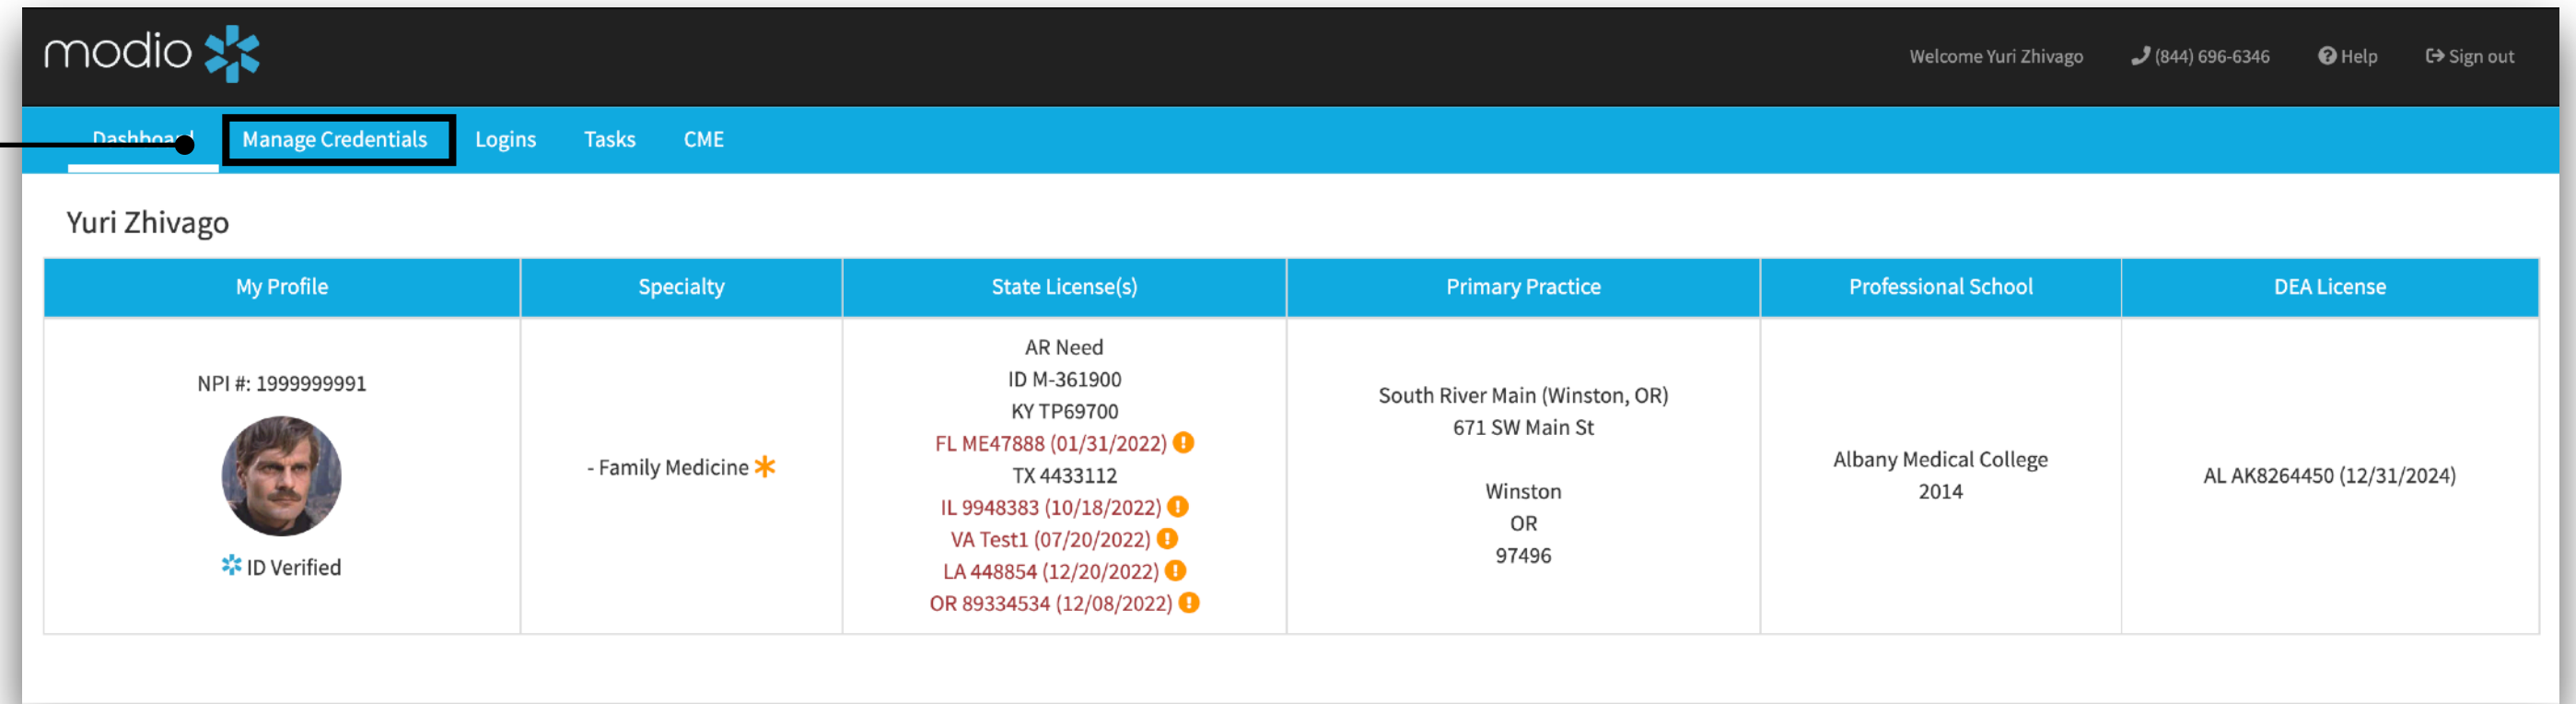 modio
Welcome Yuri Zhivago (844) 696-6346 Help Sign out
Dashboard Manage Credentials Logins Tasks CME
Yuri Zhivago
My Profile Specialty State License(s) Primary Practice Professional School DEA License
NPI #: 1999999991
ID Verified
- Family Medicine
AR Need
ID M-361900
KY TP69700
FL ME47888 (01/31/2022)
TX 4433112
IL 9948383 (10/18/2022)
VA Test1 (07/20/2022)
LA 448854 (12/20/2022)
OR 89334534 (12/08/2022)
South River Main (Winston, OR)
671 SW Main St
Winston
OR
97496
Albany Medical College
2014
AL AK8264450 (12/31/2024)